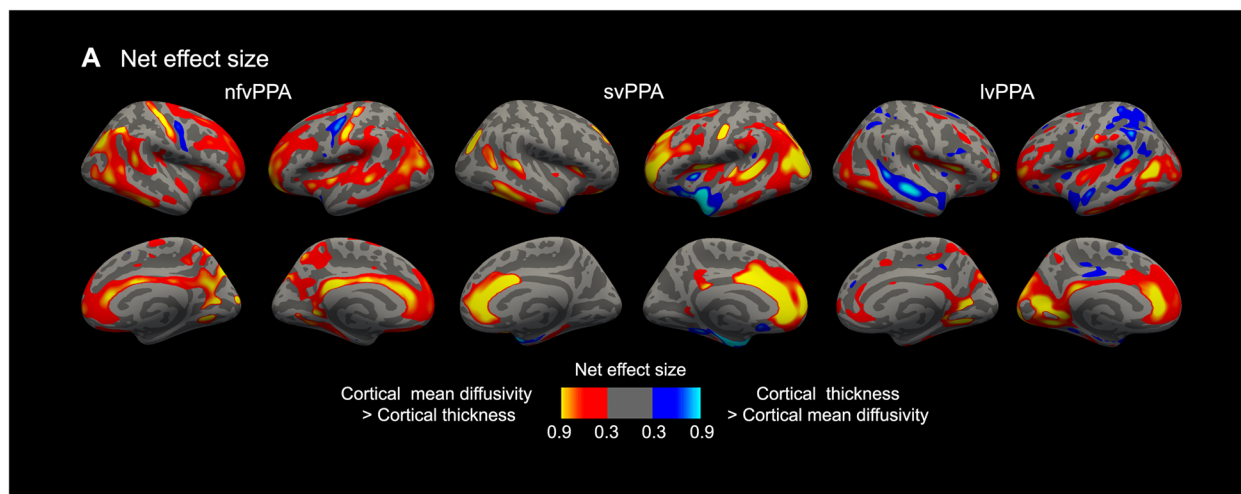 A Net effect size
nfvPPA
svPPA
lvPPA
Net effect size
Cortical mean diffusivity
> Cortical thickness
Cortical thickness
> Cortical mean diffusivity
0.9 0.3 0.3 0.9